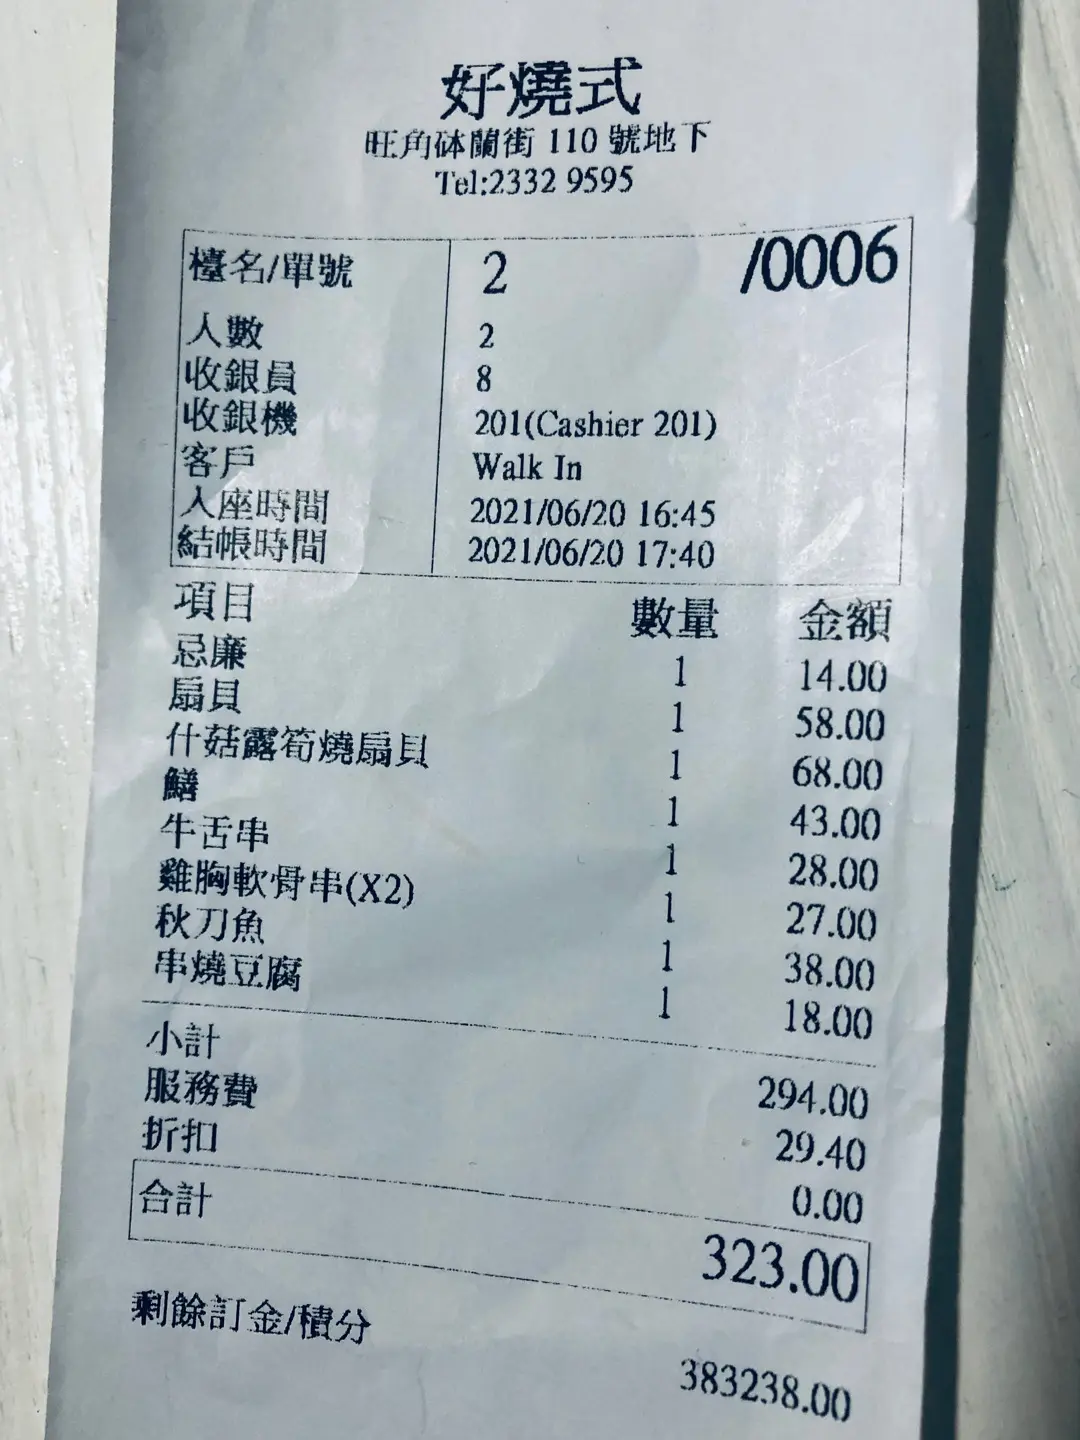 好燒式
旺角砵蘭街 110 號地下
Tel:2332 9595
檯名/單號 2 /0006
人數 2
收銀員 8
收銀機 201(Cashier 201)
客戶 Walk In
入座時間 2021/06/20 16:45
結帳時間 2021/06/20 17:40
項目 數量 金額
忌廉 1 14.00
扇貝 1 58.00
什菇露筍燒扇貝 1 68.00
鱔 1 43.00
牛舌串 1 28.00
雞胸軟骨串(X2) 1 27.00
秋刀魚 1 38.00
串燒豆腐 1 18.00
小計 294.00
服務費 29.40
折扣 0.00
合計 323.00
剩餘訂金/積分 383238.00